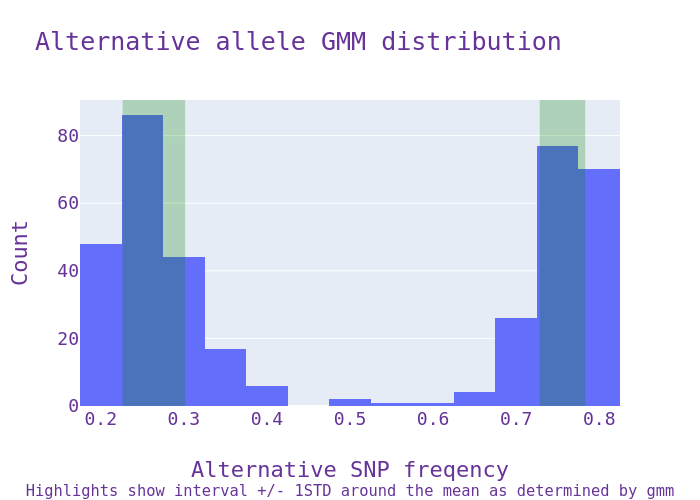 Alternative allele GMM distribution
80
60
40
20
0
Count
0.2 0.3 0.4 0.5 0.6 0.7 0.8
Alternative SNP freqency
Highlights show interval +/- 1STD around the mean as determined by gmm